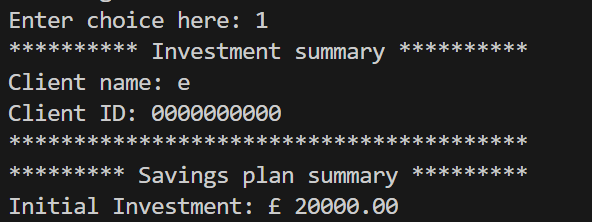 Enter choice here: 1
********** Investment summary **********
Client name: e
Client ID: 0000000000
****************************************
********* Savings plan summary *********
Initial Investment: £ 20000.00